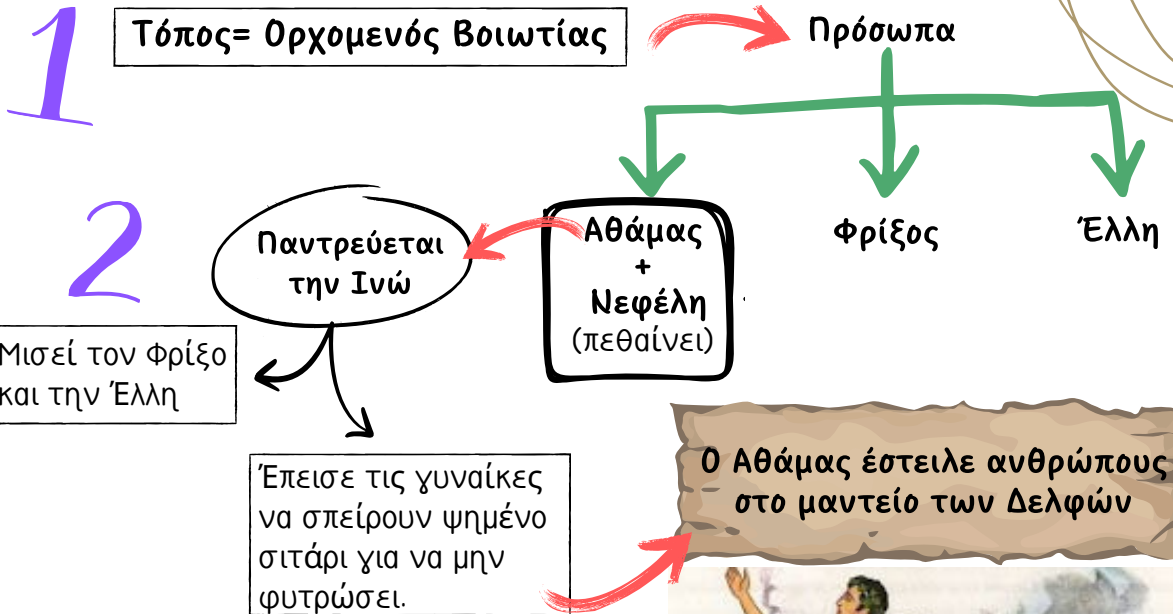 1
Τόπος= Ορχομενός Βοιωτίας
Πρόσωπα
Αθάμας
+
Νεφέλη
(πεθαίνει)
Φρίξος
Έλλη
2
Παντρεύεται
την Ινώ
Μισεί τον Φρίξο
και την Έλλη
Έπεισε τις γυναίκες
να σπείρουν ψημένο
σιτάρι για να μην
φυτρώσει.
Ο Αθάμας έστειλε ανθρώπους
στο μαντείο των Δελφών